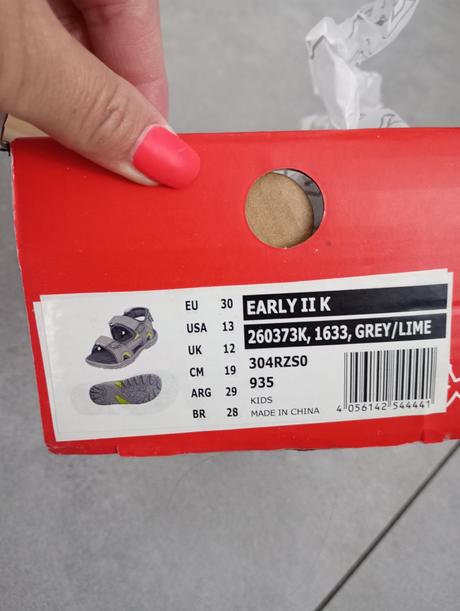 EU 30
USA 13
UK 12
CM 19
ARG 29
BR 28
EARLY II K
260373K, 1633, GREY/LIME
304RZS0
935
KIDS
MADE IN CHINA
4 056142 544441